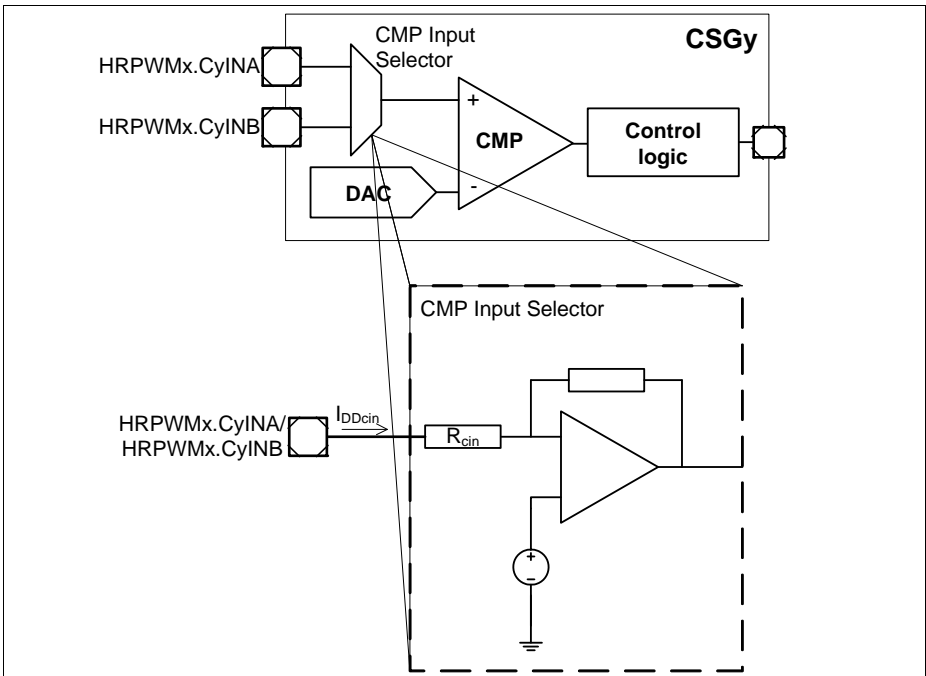 CSGy
CMP Input
Selector
HRPWMx.CyINA
HRPWMx.CyINB
+
CMP
-
Control
logic
DAC
CMP Input Selector
HRPWMx.CyINA/
HRPWMx.CyINB
IDDcin
Rcin
+
−